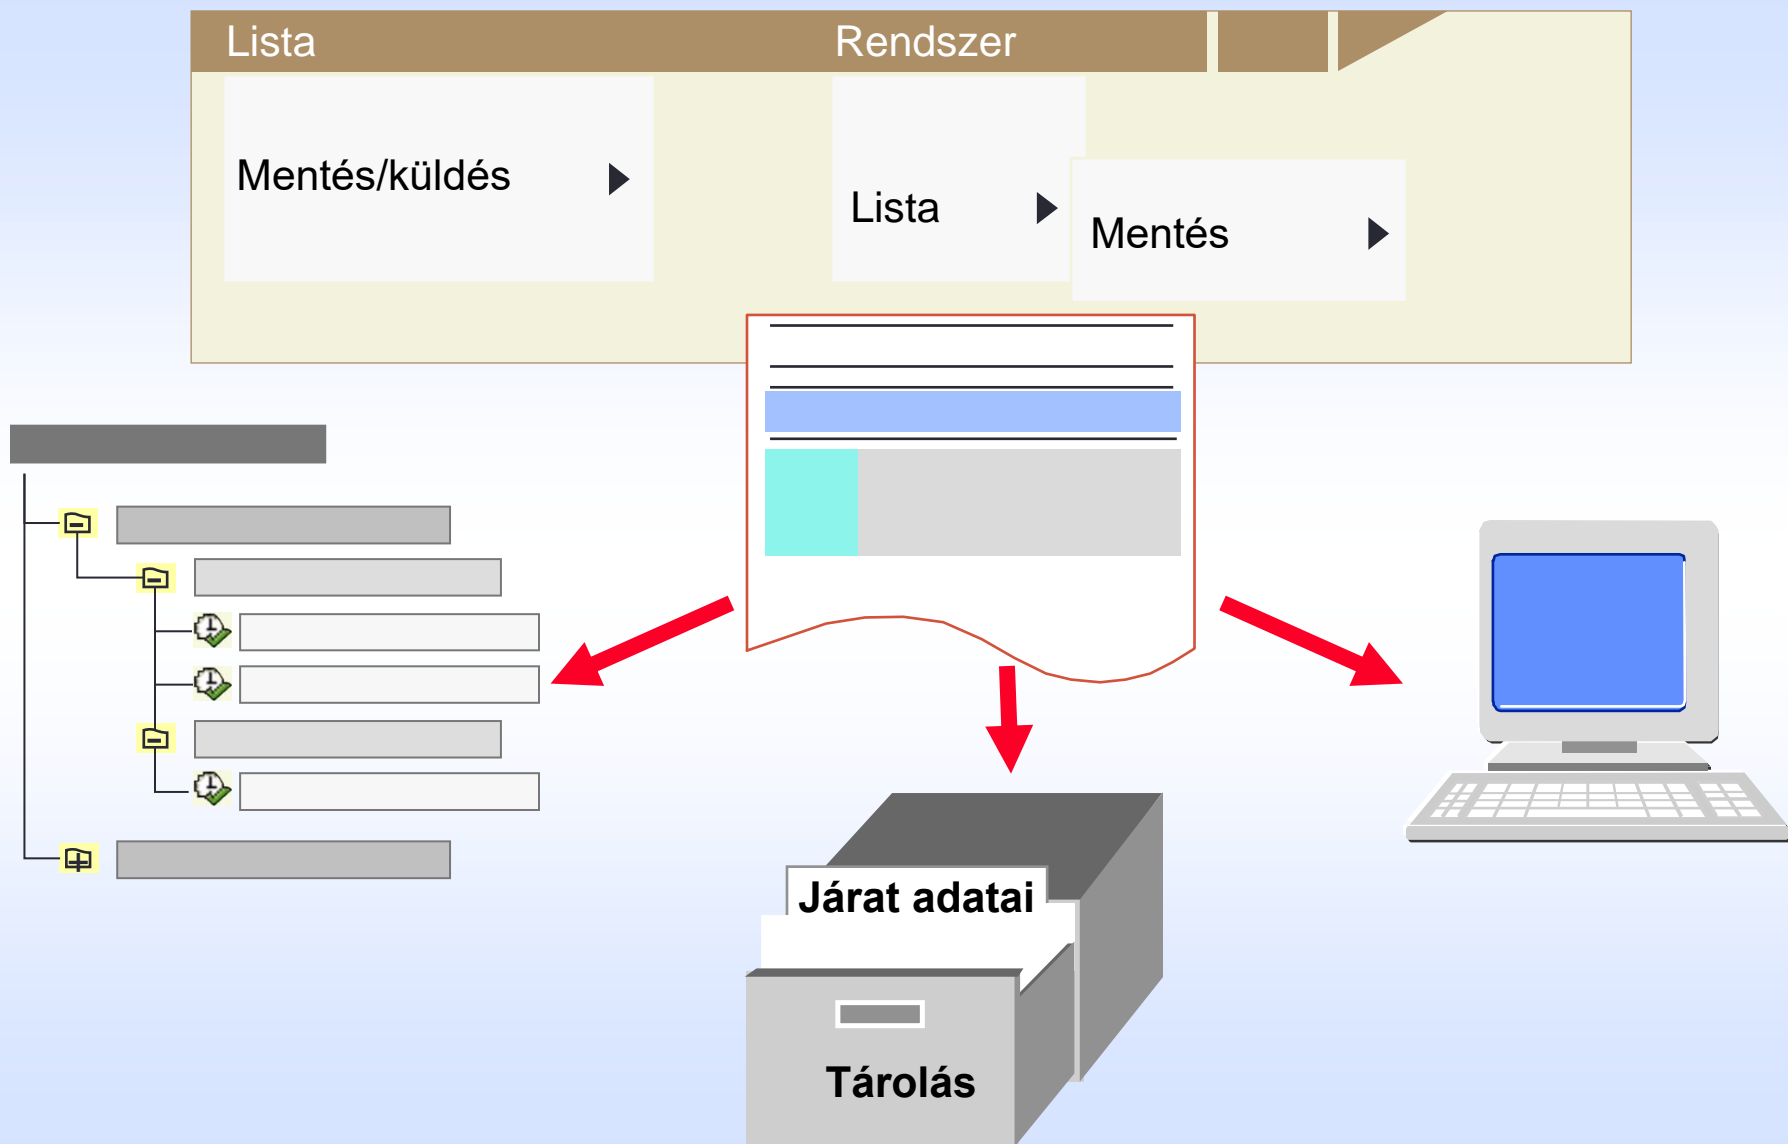 Lista
Rendszer
Mentés/küldés
Lista
Mentés
Járat adatai
Tárolás